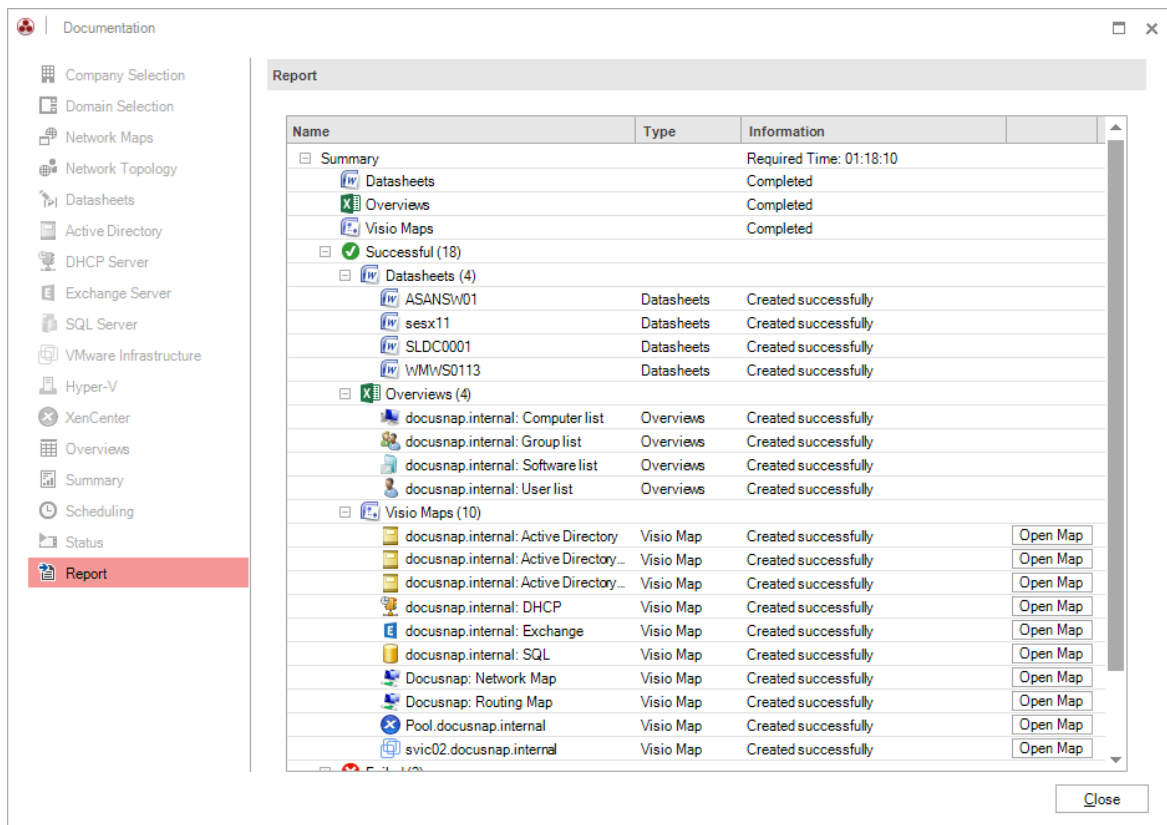 Documentation
Company Selection
Domain Selection
Network Maps
Network Topology
Datasheets
Active Directory
DHCP Server
Exchange Server
SQL Server
VMware Infrastructure
Hyper-V
XenCenter
Overviews
Summary
Scheduling
Status
Report
Report
Name Type Information
Summary Required Time: 01:18:10
Datasheets Completed
Overviews Completed
Visio Maps Completed
Successful (18)
Datasheets (4)
ASANSW01 Datasheets Created successfully
sesx11 Datasheets Created successfully
SLDC0001 Datasheets Created successfully
WMWS0113 Datasheets Created successfully
Overviews (4)
docusnap.internal: Computer list Overviews Created successfully
docusnap.internal: Group list Overviews Created successfully
docusnap.internal: Software list Overviews Created successfully
docusnap.internal: User list Overviews Created successfully
Visio Maps (10)
docusnap.internal: Active Directory Visio Map Created successfully Open Map
docusnap.internal: Active Directory... Visio Map Created successfully Open Map
docusnap.internal: Active Directory... Visio Map Created successfully Open Map
docusnap.internal: DHCP Visio Map Created successfully Open Map
docusnap.internal: Exchange Visio Map Created successfully Open Map
docusnap.internal: SQL Visio Map Created successfully Open Map
Docusnap: Network Map Visio Map Created successfully Open Map
Docusnap: Routing Map Visio Map Created successfully Open Map
Pool.docusnap.internal Visio Map Created successfully Open Map
svic02.docusnap.internal Visio Map Created successfully Open Map
Close